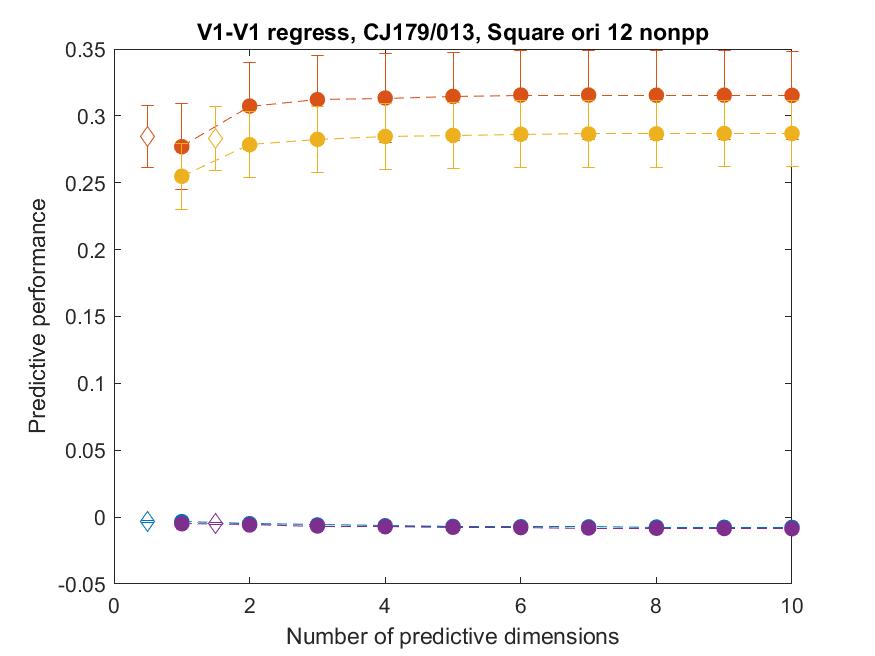 V1-V1 regress, CJ179/013, Square ori 12 nonpp
0.35
0.3
0.25
0.2
0.15
0.1
0.05
0
-0.05
Predictive performance
0 2 4 6 8 10
Number of predictive dimensions